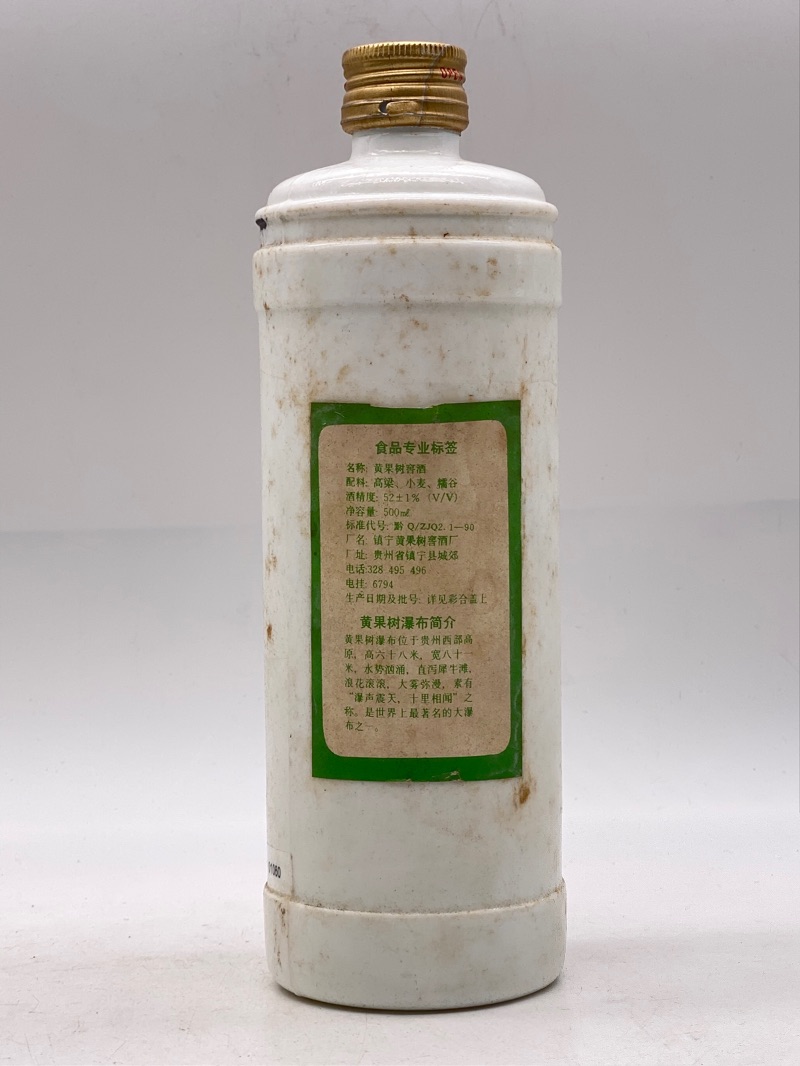 食品专业标签
名称: 黄果树窖酒
配料: 高粱、小麦、糯谷
酒精度: 52±1% (V/V)
净容量: 500㎖
标准代号: 黔 Q/ZJQ2.1—90
厂名: 镇宁黄果树窖酒厂
厂址: 贵州省镇宁县城郊
电话:328 495 496
电挂: 6794
生产日期及批号: 详见彩合盖上
黄果树瀑布简介
黄果树瀑布位于贵州西部高
原, 高六十八米, 宽八十一
米, 水势汹涌, 直泻犀牛滩,
浪花滚滚, 大雾弥漫, 素有
“瀑声震天, 十里相闻”之
称。是世界上最著名的大瀑
布之一。